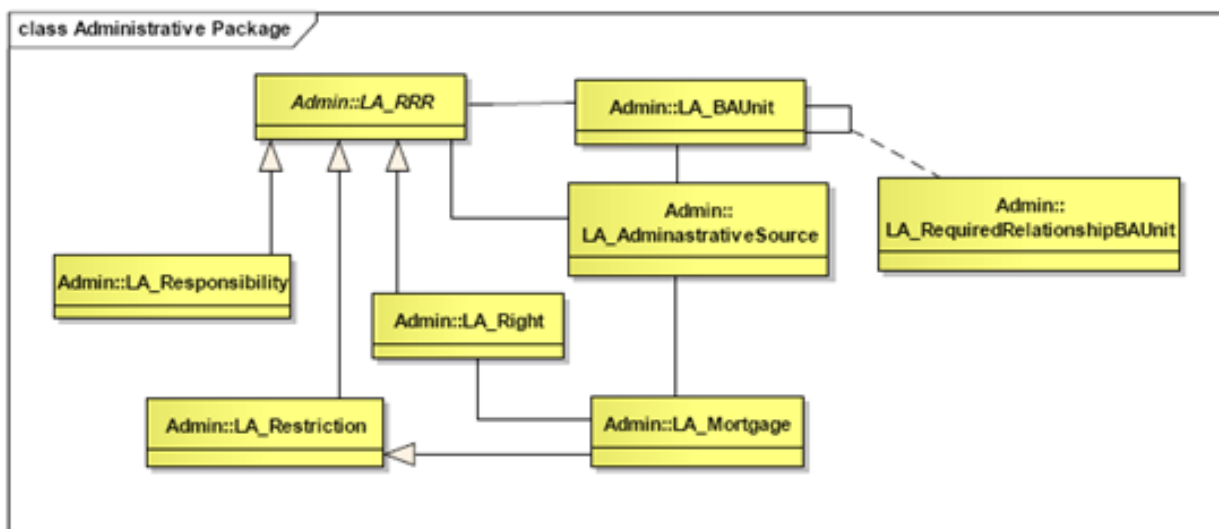 class Administrative Package
Admin::LA_RRR
Admin::LA_BAUnit
Admin::
LA_AdminastrativeSource
Admin::
LA_RequiredRelationshipBAUnit
Admin::LA_Responsibility
Admin::LA_Right
Admin::LA_Restriction
Admin::LA_Mortgage